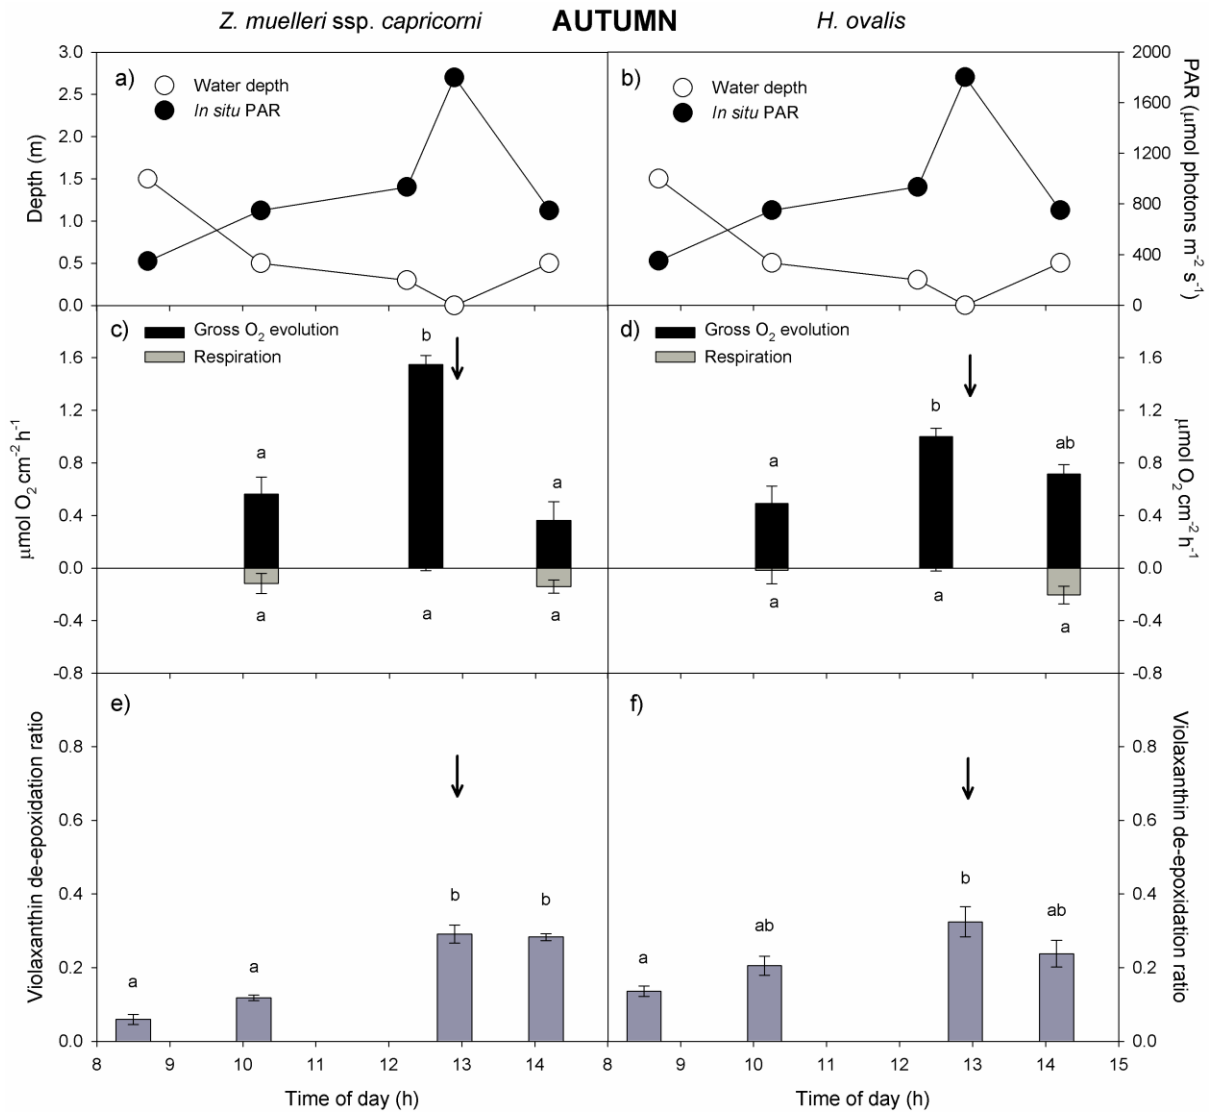 Z. muelleri ssp. capricorni AUTUMN H. ovalis
a) Water depth
In situ PAR
b) Water depth
In situ PAR
Depth (m)
3.0
2.5
2.0
1.5
1.0
0.5
0.0
PAR (μmol photons m⁻² s⁻¹)
2000
1600
1200
800
400
0
c) Gross O₂ evolution
Respiration
b
a
a
a
a
a
d) Gross O₂ evolution
Respiration
b
a
ab
a
a
a
μmol O₂ cm⁻² h⁻¹
1.6
1.2
0.8
0.4
0.0
-0.4
-0.8
μmol O₂ cm⁻² h⁻¹
1.6
1.2
0.8
0.4
0.0
-0.4
-0.8
e)
a
a
b
b
f)
a
ab
b
ab
Violaxanthin de-epoxidation ratio
0.8
0.6
0.4
0.2
0.0
Violaxanthin de-epoxidation ratio
0.8
0.6
0.4
0.2
0.0
8 9 10 11 12 13 14 8 9 10 11 12 13 14 15
Time of day (h) Time of day (h)